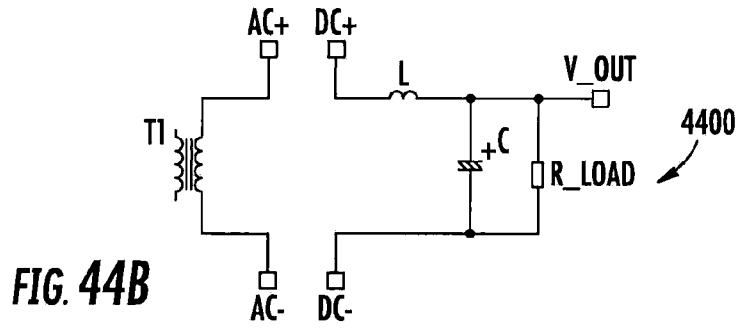 AC+ DC+
V_OUT
L
T1
+C
R_LOAD
4400
FIG. 44B
AC- DC-